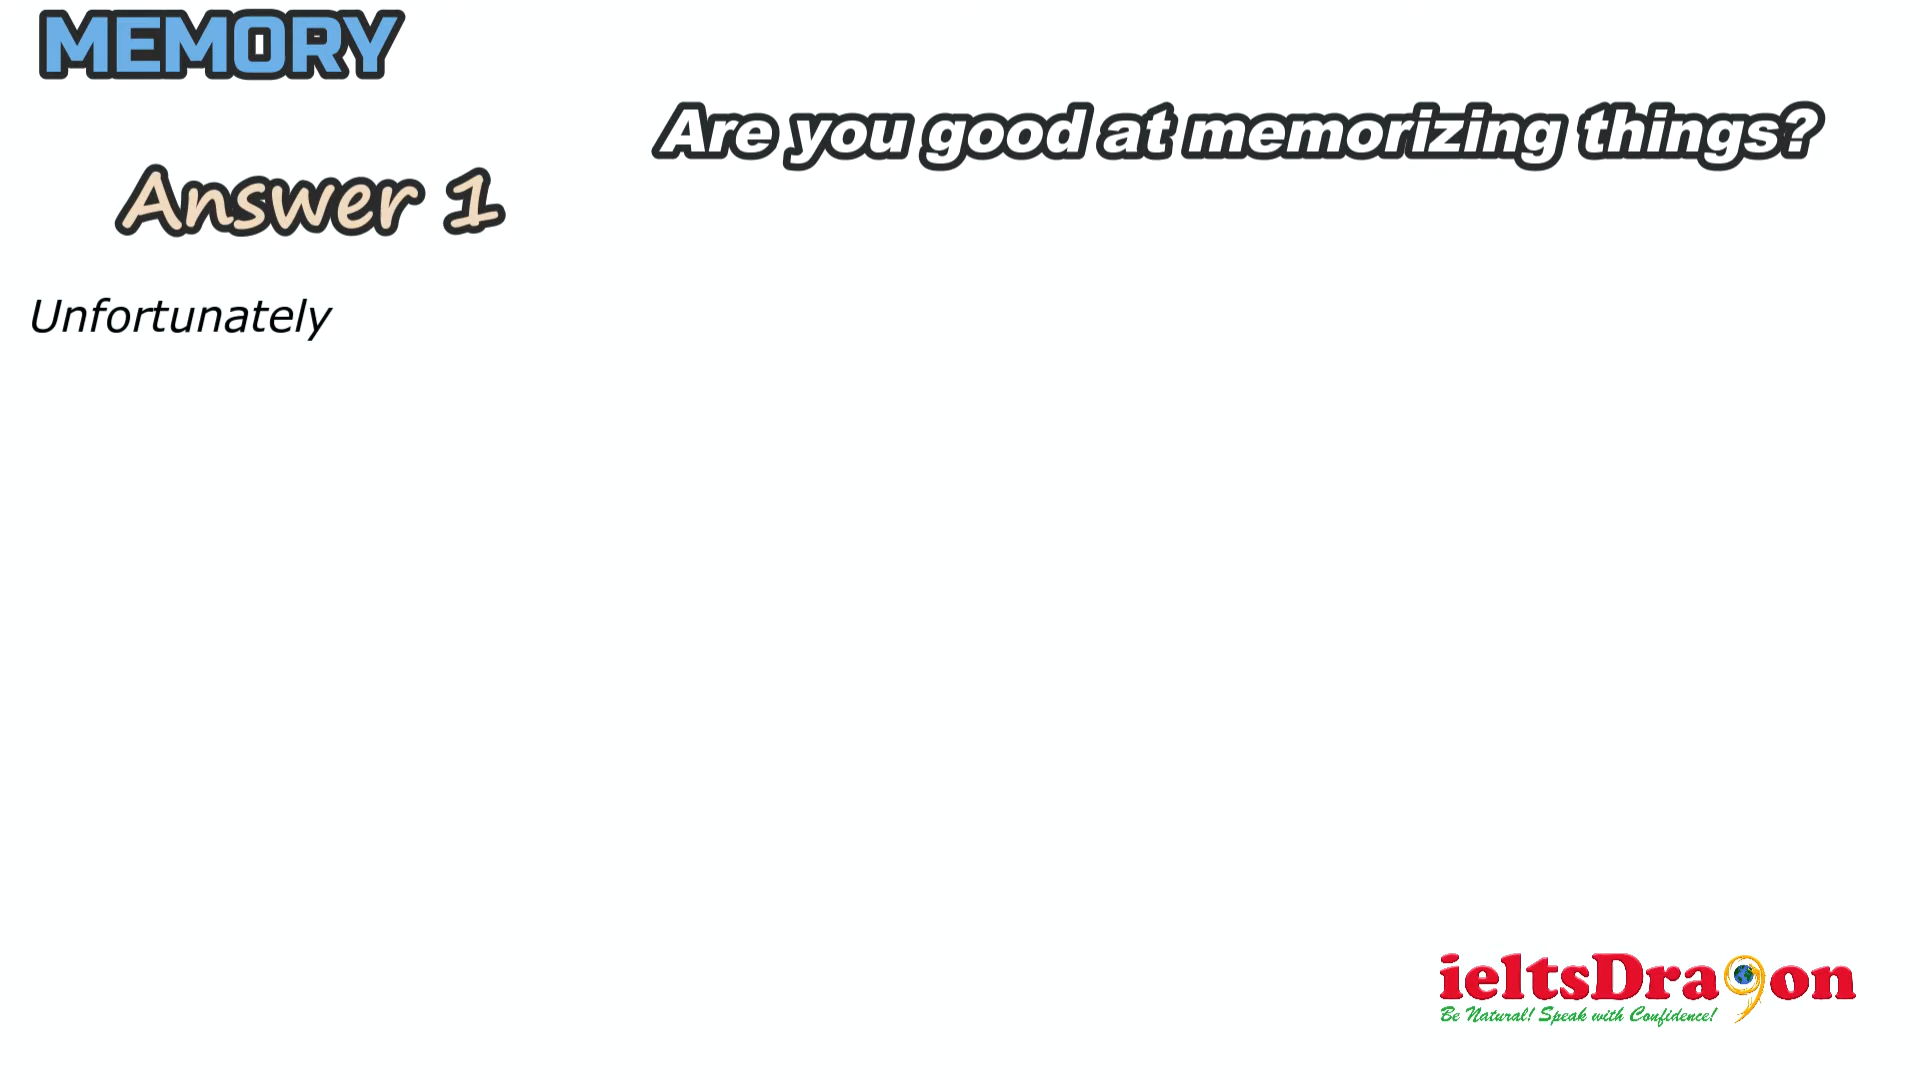 MEMORY
Are you good at memorizing things?
Answer 1
Unfortunately
ieltsDra9on
Be Natural! Speak with Confidence!